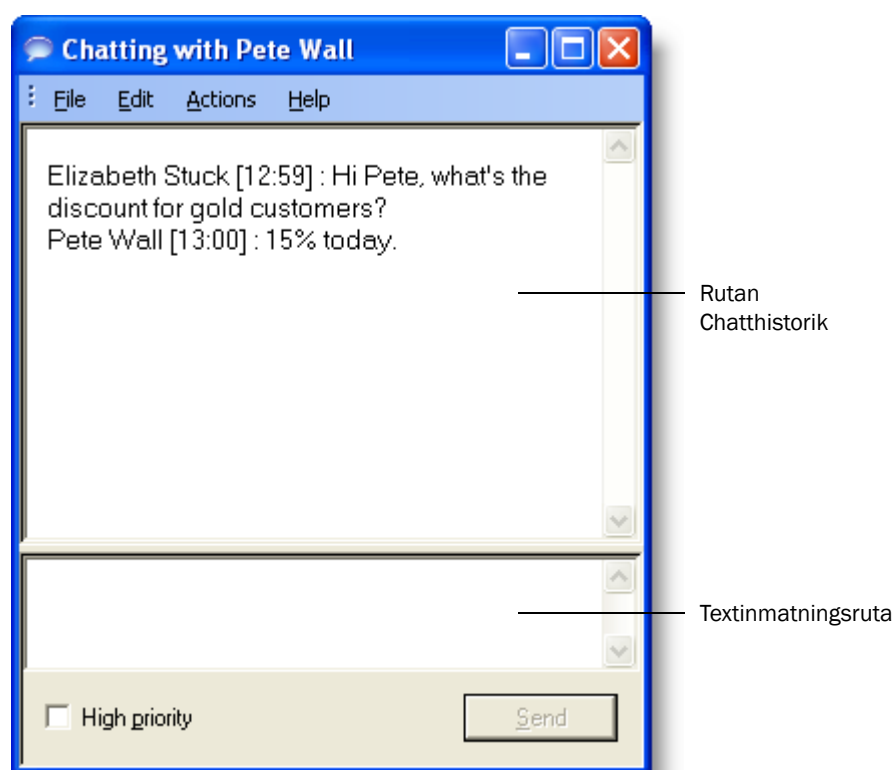 Chatting with Pete Wall
File Edit Actions Help
Elizabeth Stuck [12:59] : Hi Pete, what's the
discount for gold customers?
Pete Wall [13:00] : 15% today.
Rutan
Chatthistorik
Textinmatningsruta
High priority
Send